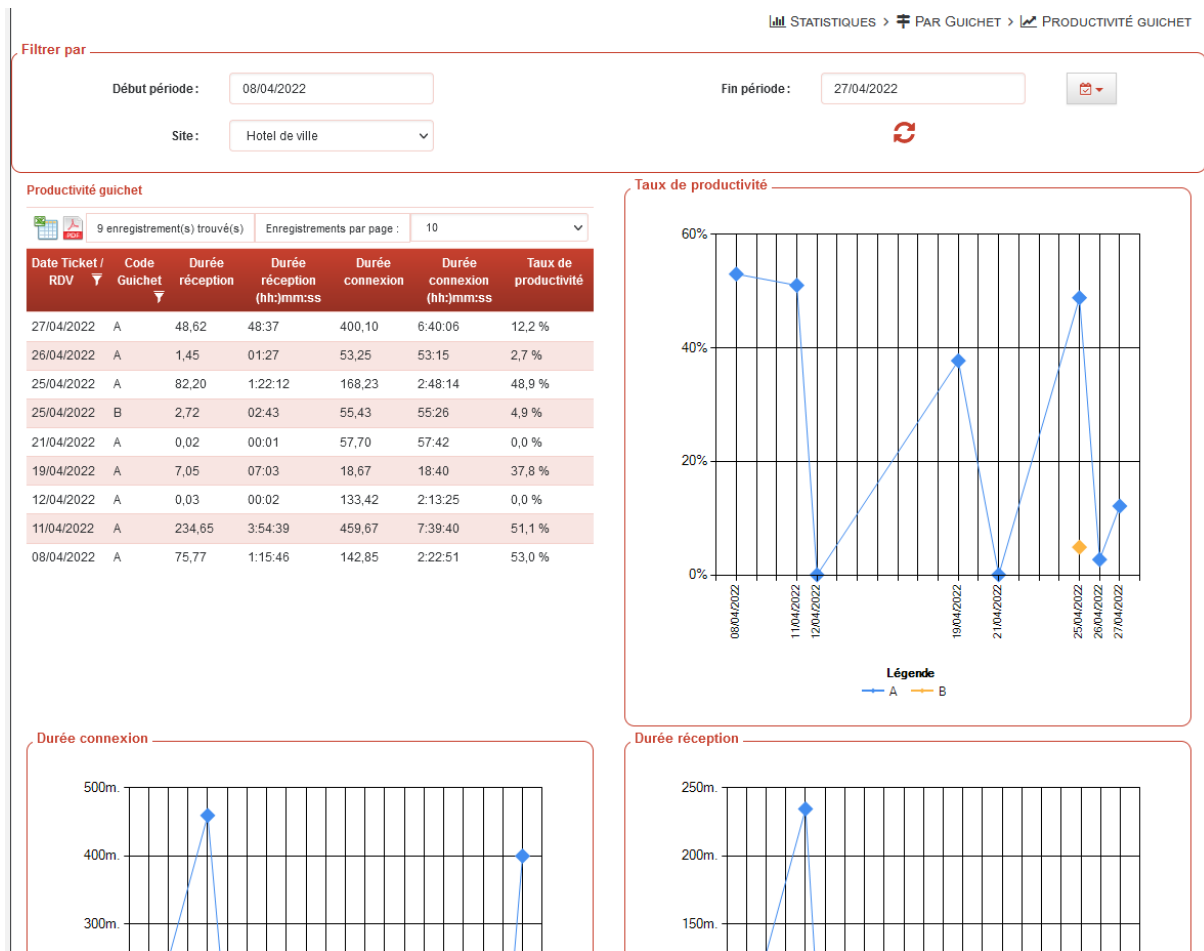 STATISTIQUES > PAR GUICHET > PRODUCTIVITÉ GUICHET
Filtrer par
Début période : 08/04/2022 Fin période : 27/04/2022
Site : Hotel de ville
Productivité guichet
PDF 9 enregistrement(s) trouvé(s) Enregistrements par page : 10
Date Ticket / RDV Code Guichet Durée réception Durée réception (hh:)mm:ss Durée connexion Durée connexion (hh:)mm:ss Taux de productivité
27/04/2022 A 48,62 48:37 400,10 6:40:06 12,2 %
26/04/2022 A 1,45 01:27 53,25 53:15 2,7 %
25/04/2022 A 82,20 1:22:12 168,23 2:48:14 48,9 %
25/04/2022 B 2,72 02:43 55,43 55:26 4,9 %
21/04/2022 A 0,02 00:01 57,70 57:42 0,0 %
19/04/2022 A 7,05 07:03 18,67 18:40 37,8 %
12/04/2022 A 0,03 00:02 133,42 2:13:25 0,0 %
11/04/2022 A 234,65 3:54:39 459,67 7:39:40 51,1 %
08/04/2022 A 75,77 1:15:46 142,85 2:22:51 53,0 %
Taux de productivité
60%
40%
20%
0%
08/04/2022 11/04/2022 12/04/2022 19/04/2022 21/04/2022 25/04/2022 26/04/2022 27/04/2022
Légende
A B
Durée connexion
500m.
400m.
300m.
Durée réception
250m.
200m.
150m.